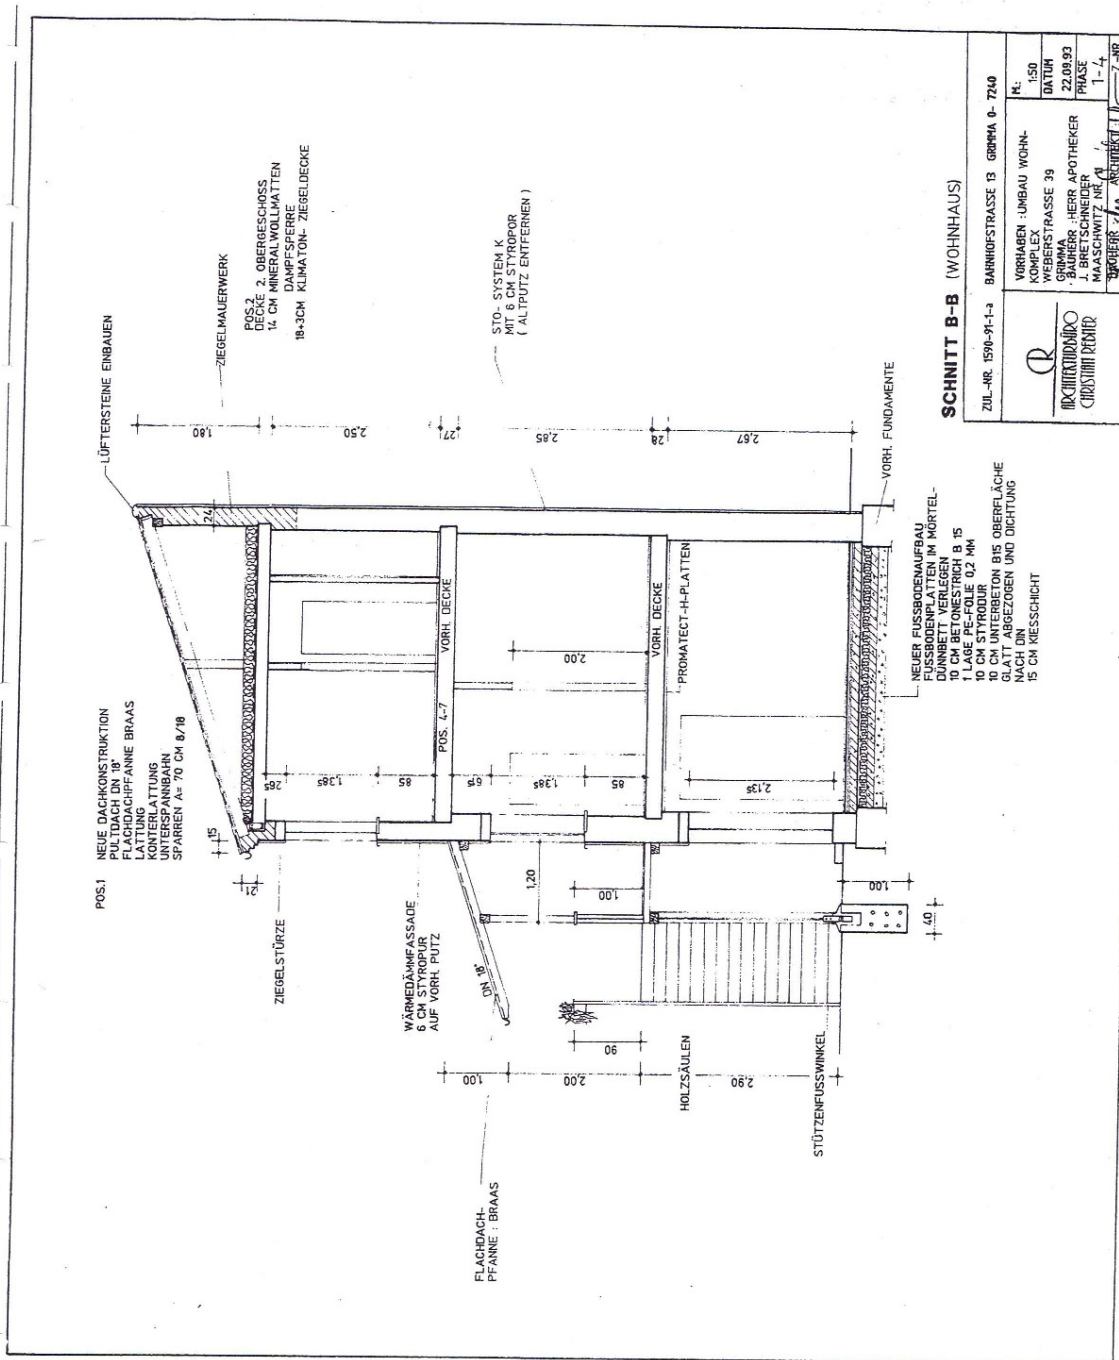 POS.1 NEUE DACHKONSTRUKTION
PULTDACH DN 18°
FLACHDACHPFANNE BRAAS
LATTUNG
KONTERLATTUNG
UNTERSPANNBAHN
SPARREN A= 70 CM 8/18
LÜFTERSTEINE EINBAUEN
ZIEGELMAUERWERK
POS.2
DECKE 2. OBERGESCHOSS
14 CM MINERALWOLLMATTEN
DAMPFSPERRE
18+3CM KLIMATON- ZIEGELDECKE
STO- SYSTEM K
MIT 6 CM STYROPOR
( ALTPUTZ ENTFERNEN )
1,80
2,50
27
2,85
28
2,67
24
15
21
ZIEGELSTÜRZE
26⁵
1,38⁵
85
61⁵
1,38⁵
85
2,13⁵
POS. 4-7
VORH. DECKE
2,00
VORH. DECKE
PROMATECT-H-PLATTEN
WÄRMEDÄMMFASSADE
6 CM STYROPUR
AUF VORH. PUTZ
DN 18°
1,20
1,00
1,00
40
90
1,00
2,00
2,90
FLACHDACH-
PFANNE : BRAAS
HOLZSÄULEN
STÜTZENFUSSWINKEL
VORH. FUNDAMENTE
NEUER FUSSBODENAUFBAU
FUSSBODENPLATTEN IM MÖRTEL-
DÜNNBETT VERLEGEN
10 CM BETONESTRICH B 15
1 LAGE PE-FOLIE 0,2 MM
10 CM STYRODUR
10 CM UNTERBETON B15 OBERFLÄCHE
GLATT ABGEZOGEN UND DICHTUNG
NACH DIN
15 CM KIESSCHICHT
SCHNITT B-B (WOHNHAUS)
ZUL.-NR. 1590-91-1-a BAHNHOFSTRASSE 13 GRIMMA O- 7240
CR
ARCHITEKTURBÜRO
CHRISTIAN REBHER
VORHABEN : UMBAU WOHN-
KOMPLEX
WEBERSTRASSE 39
GRIMMA
BAUHERR : HERR APOTHEKER
J. BRETSCHNEIDER
MAASCHWITZ NR.
BAUHERR ARCHITEKT
M.:
1:50
DATUM
22.09.93
PHASE
1-4
Z.-NR.